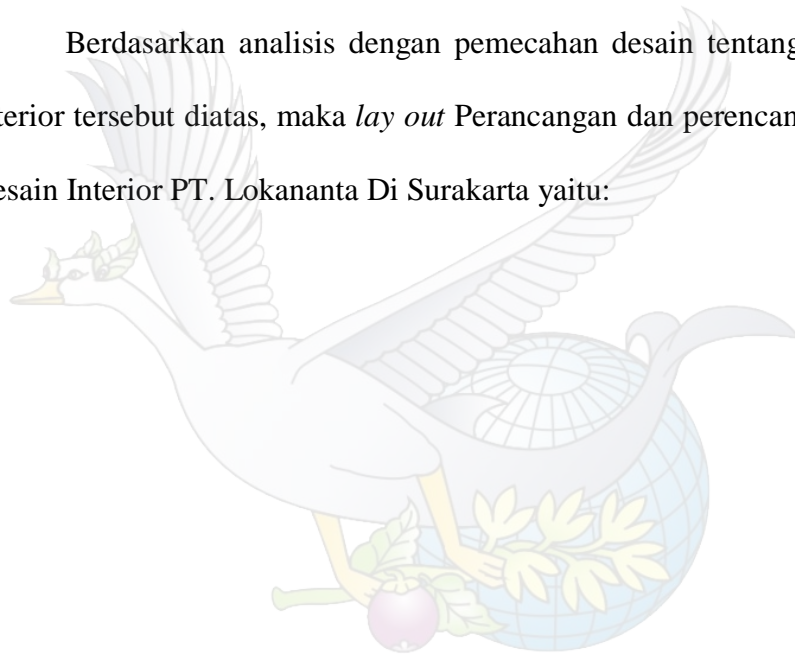 Berdasarkan analisis dengan pemecahan desain tentang
terior tersebut diatas, maka lay out Perancangan dan perencan
esain Interior PT. Lokananta Di Surakarta yaitu: